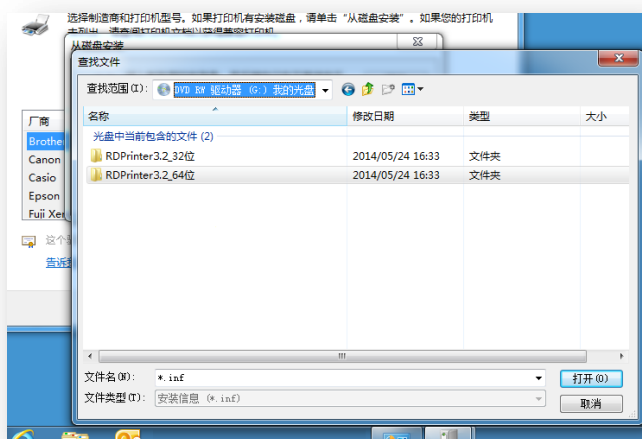 选择制造商和打印机型号。如果打印机有安装磁盘，请单击“从磁盘安装”。如果您的打印机
从磁盘安装
查找文件
查找范围(I): DVD RW 驱动器 (G:) 我的光盘
厂商
Brothe
Canon
Casio
Epson
Fuji Xer
名称 修改日期 类型 大小
光盘中当前包含的文件 (2)
RDPrinter3.2_32位 2014/05/24 16:33 文件夹
RDPrinter3.2_64位 2014/05/24 16:33 文件夹
这个
告诉
文件名(N): *.inf 打开(O)
文件类型(T): 安装信息 (*.inf) 取消